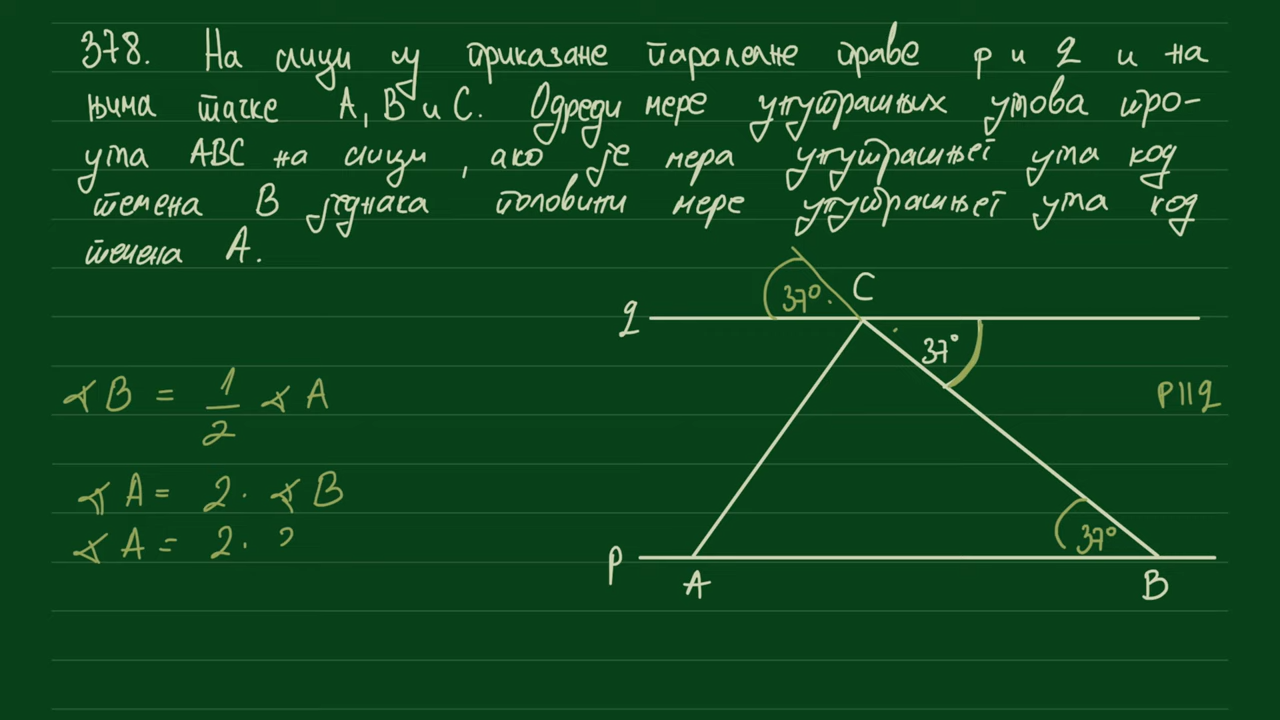 378. На слици су приказане паралелне праве p и q и на
њима тачке A, B и C. Одреди мере унутрашњих углова тро-
угла ABC на слици, ако је мера унутрашњег угла код
темена B једнака половини мере унутрашњег угла код
темена A.
C
37°
q
37°
∢ B = 1/2 ∢ A
p || q
∢ A = 2 · ∢ B
∢ A = 2 ·
37°
p
A
B